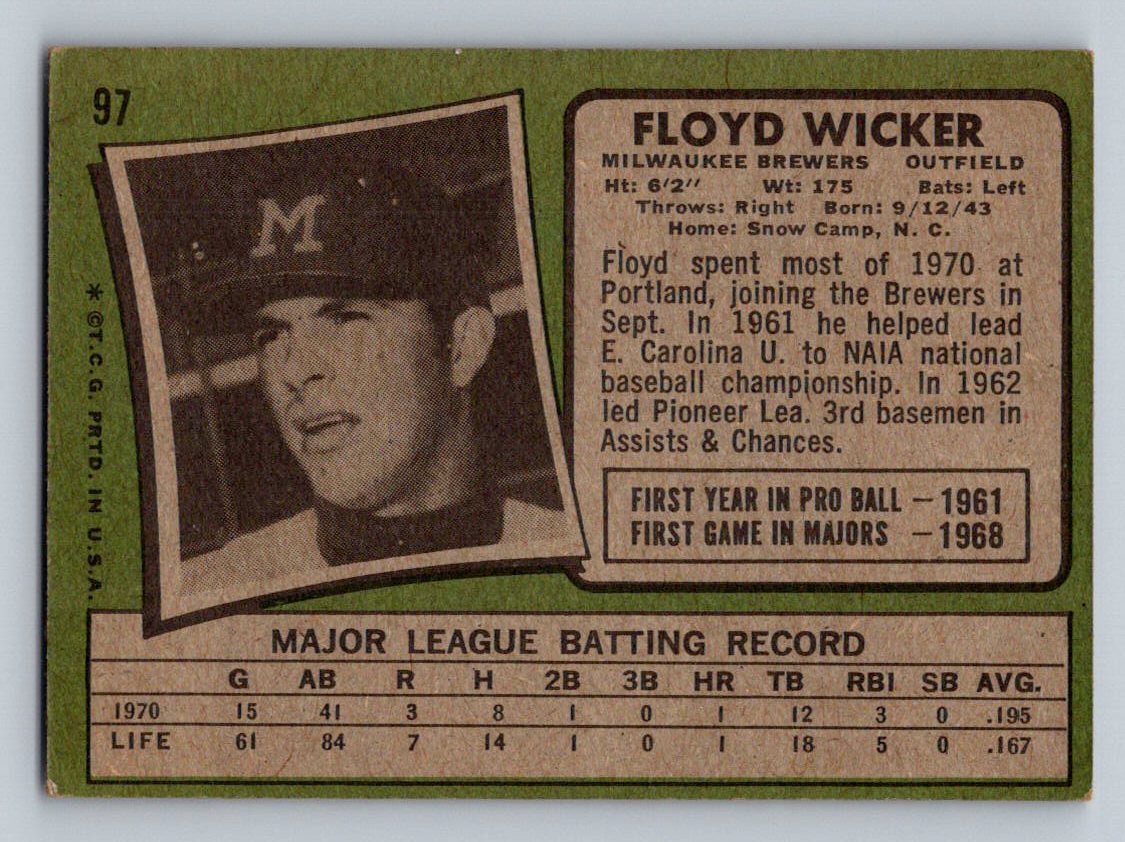 97
M
* ©T.C.G. PRTD. IN U.S.A.
FLOYD WICKER
MILWAUKEE BREWERS OUTFIELD
Ht: 6'2" Wt: 175 Bats: Left
Throws: Right Born: 9/12/43
Home: Snow Camp, N. C.
Floyd spent most of 1970 at
Portland, joining the Brewers in
Sept. In 1961 he helped lead
E. Carolina U. to NAIA national
baseball championship. In 1962
led Pioneer Lea. 3rd basemen in
Assists & Chances.
FIRST YEAR IN PRO BALL — 1961
FIRST GAME IN MAJORS — 1968
MAJOR LEAGUE BATTING RECORD
G AB R H 2B 3B HR TB RBI SB AVG.
1970 15 41 3 8 1 0 1 12 3 0 .195
LIFE 61 84 7 14 1 0 1 18 5 0 .167